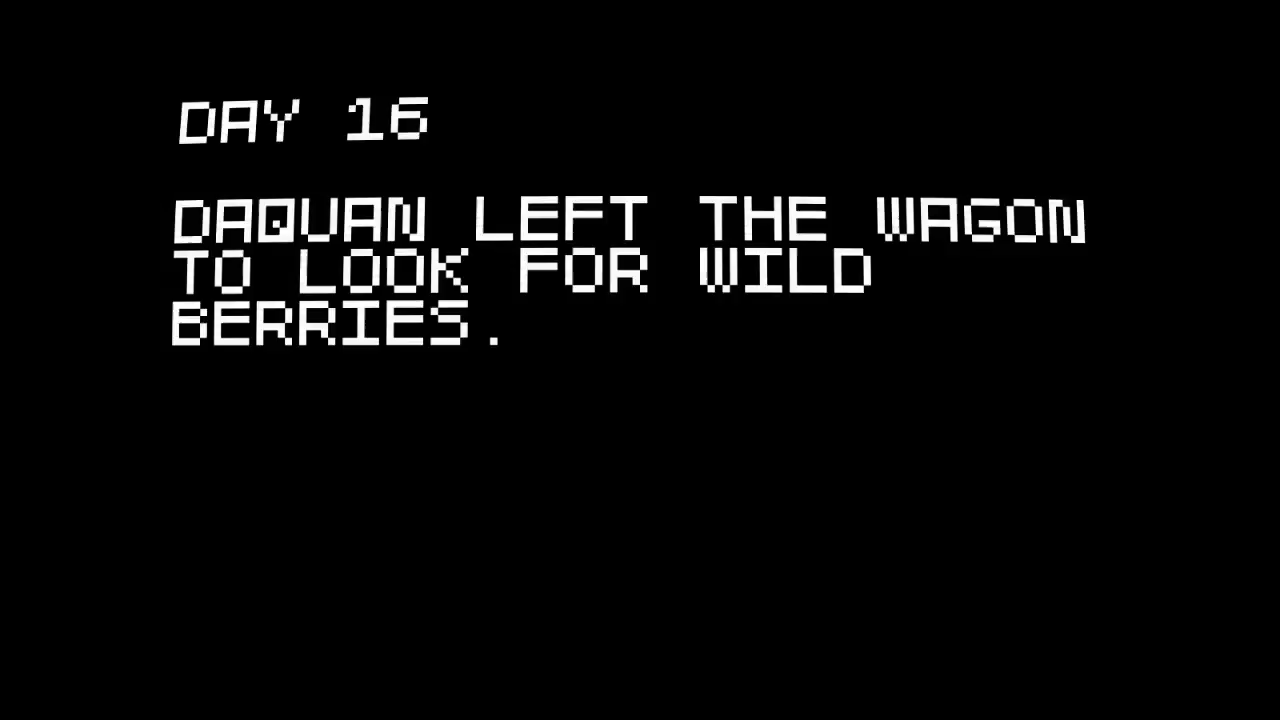 DAY 16
DAQUAN LEFT THE WAGON
TO LOOK FOR WILD
BERRIES.